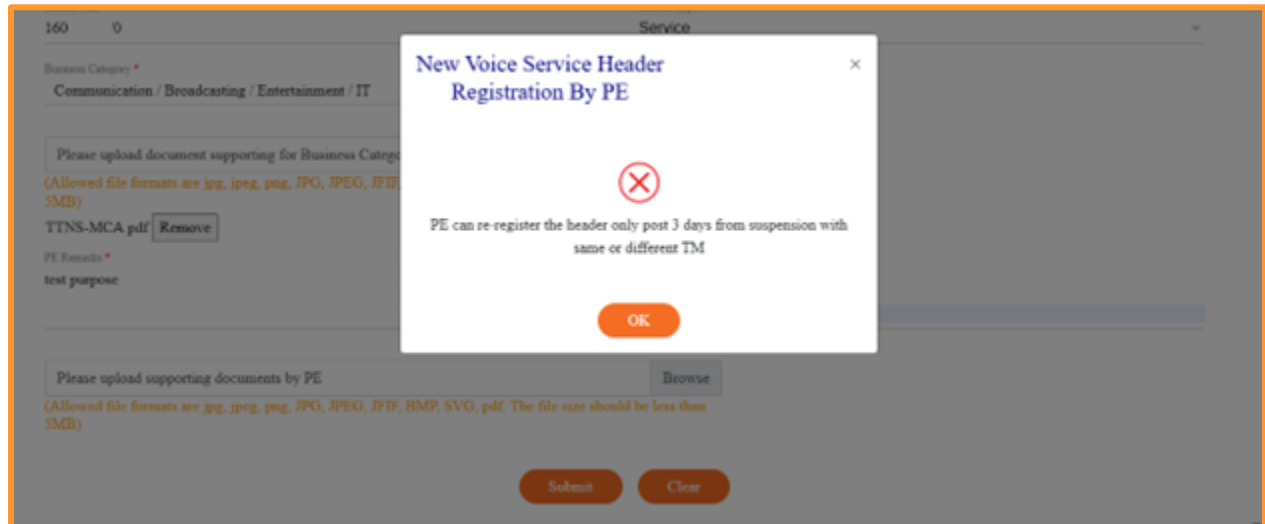 160 '0
Service
Business Category *
Communication / Broadcasting / Entertainment / IT
Please upload document supporting for Business Catego
(Allowed file formats are jpg, jpeg, png, JPG, JPEG, JFIF,
5MB)
TTNS-MCA pdf Remove
PE Remarks *
test purpose
New Voice Service Header ×
Registration By PE
PE can re-register the header only post 3 days from suspension with
same or different TM
OK
Please upload supporting documents by PE Browse
(Allowed file formats are jpg, jpeg, png, JPG, JPEG, JFIF, BMP, SVG, pdf. The file size should be less than
5MB)
Submit Clear